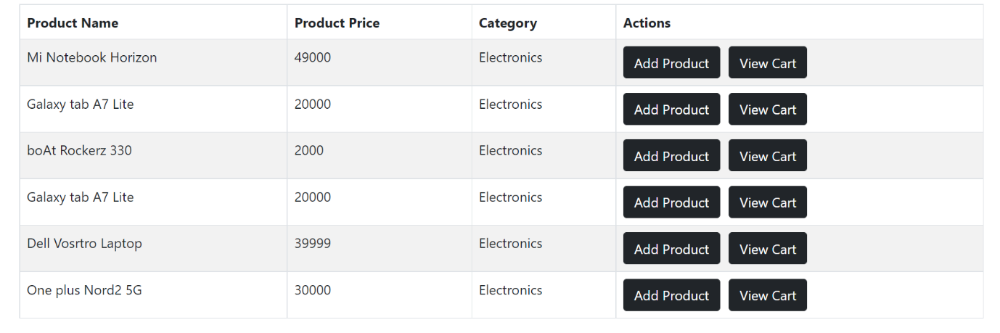 Product Name Product Price Category Actions
Mi Notebook Horizon 49000 Electronics Add Product View Cart
Galaxy tab A7 Lite 20000 Electronics Add Product View Cart
boAt Rockerz 330 2000 Electronics Add Product View Cart
Galaxy tab A7 Lite 20000 Electronics Add Product View Cart
Dell Vosrtro Laptop 39999 Electronics Add Product View Cart
One plus Nord2 5G 30000 Electronics Add Product View Cart